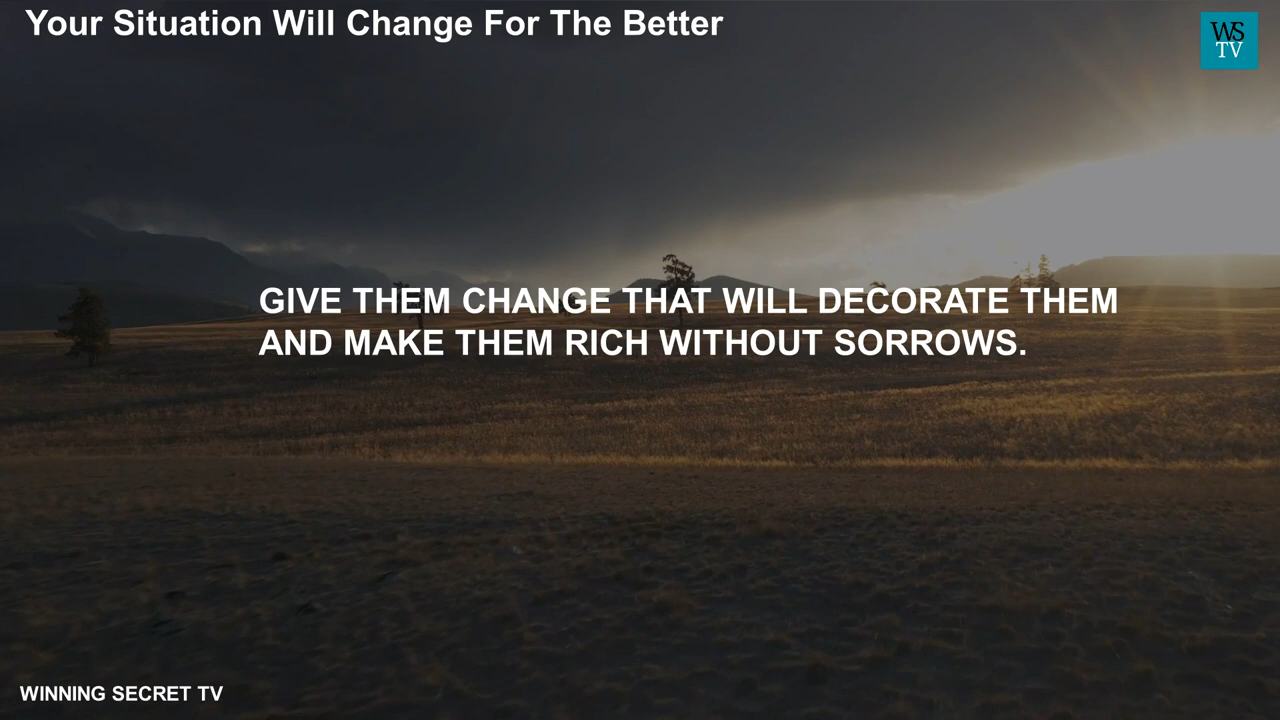 Your Situation Will Change For The Better
WS
TV
GIVE THEM CHANGE THAT WILL DECORATE THEM
AND MAKE THEM RICH WITHOUT SORROWS.
WINNING SECRET TV